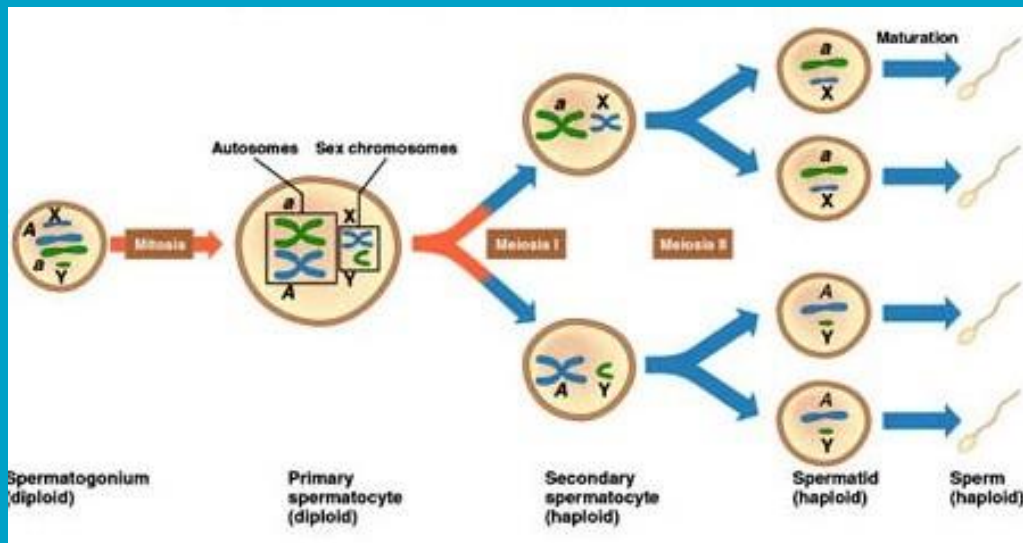 Maturation
a
X
a X
Autosomes Sex chromosomes
a
X
a X
X
A
a
Y
Mitosis
A
Y
Meiosis I
Meiosis II
A
Y
A Y
A
Y
Spermatogonium
(diploid)
Primary
spermatocyte
(diploid)
Secondary
spermatocyte
(haploid)
Spermatid
(haploid)
Sperm
(haploid)